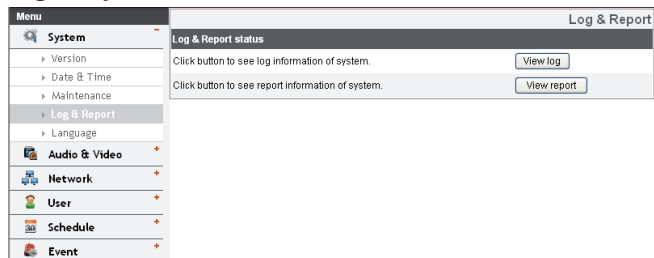 Menu
Log & Report
System
Version
Date & Time
Maintenance
Log & Report
Language
Audio & Video
Network
User
30
Schedule
Event
Log & Report status
Click button to see log information of system.
View log
Click button to see report information of system.
View report